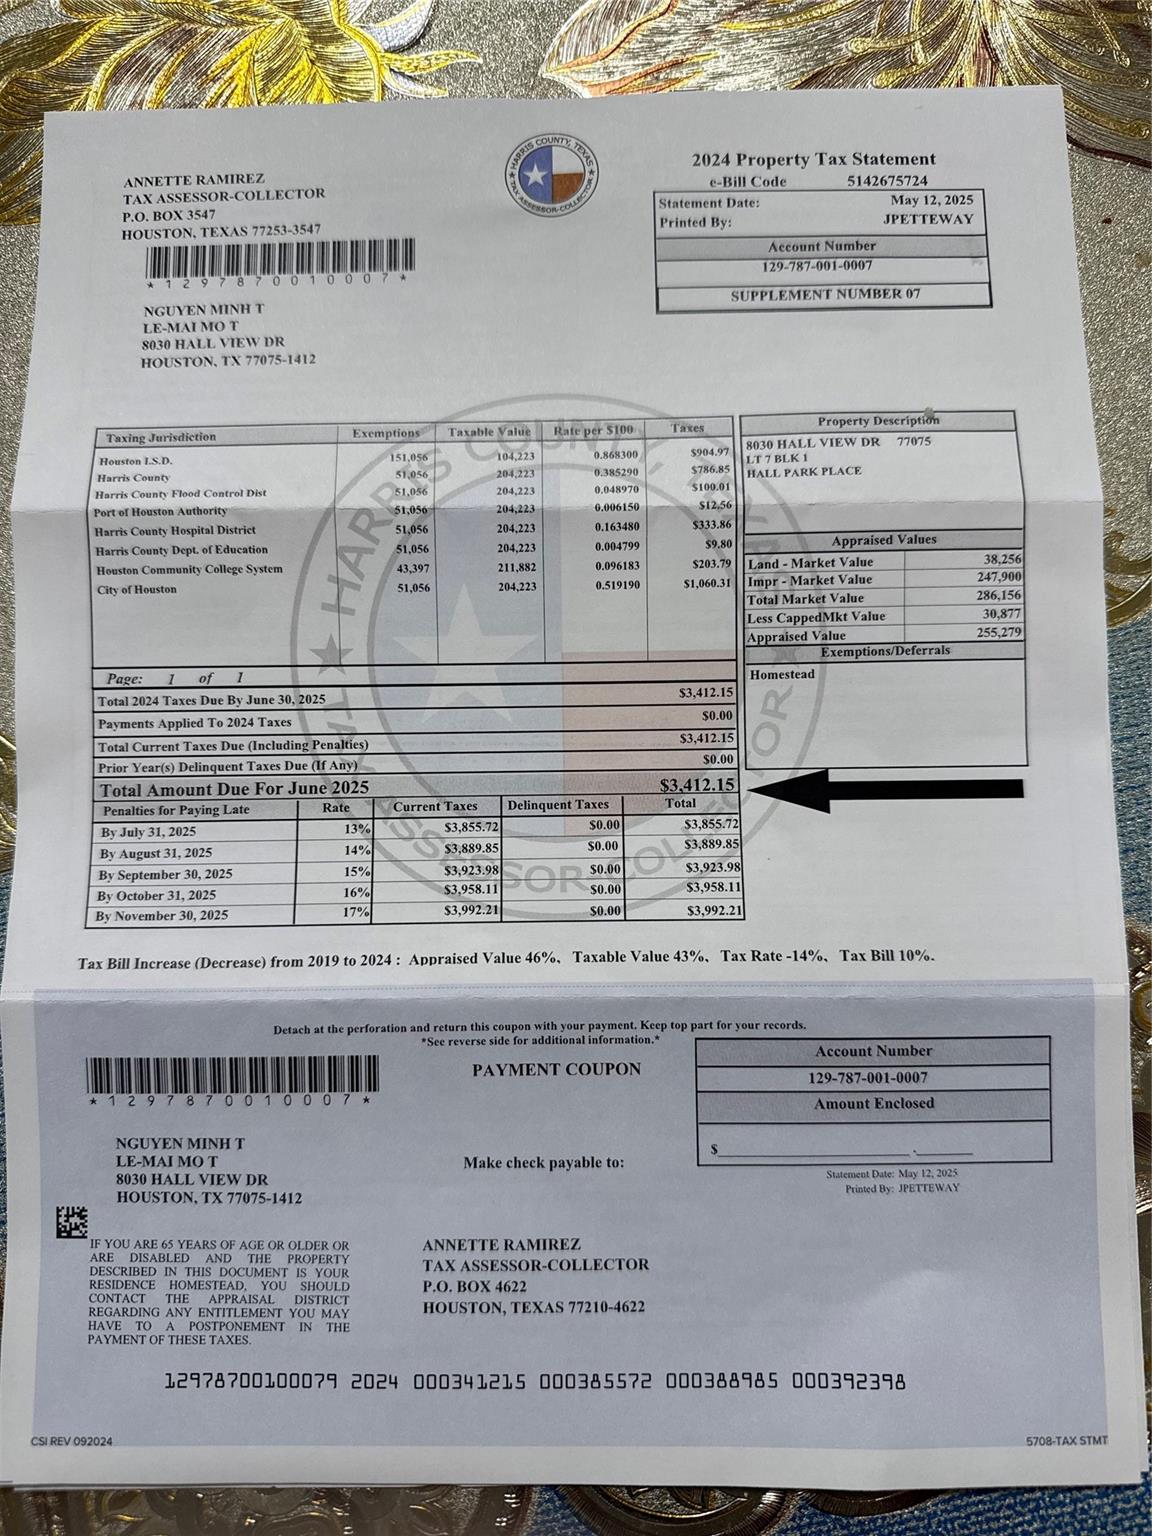 ANNETTE RAMIREZ
TAX ASSESSOR-COLLECTOR
P.O. BOX 3547
HOUSTON, TEXAS 77253-3547
*1297870010007*
NGUYEN MINH T
LE-MAI MO T
8030 HALL VIEW DR
HOUSTON, TX 77075-1412
HARRIS COUNTY, TEXAS
TAX ASSESSOR-COLLECTOR
2024 Property Tax Statement
e-Bill Code 5142675724
Statement Date: May 12, 2025
Printed By: JPETTEWAY
Account Number
129-787-001-0007
SUPPLEMENT NUMBER 07
Taxing Jurisdiction Exemptions Taxable Value Rate per $100 Taxes
Houston I.S.D. 151,056 104,223 0.868300 $904.97
Harris County 51,056 204,223 0.385290 $786.85
Harris County Flood Control Dist 51,056 204,223 0.048970 $100.01
Port of Houston Authority 51,056 204,223 0.006150 $12.56
Harris County Hospital District 51,056 204,223 0.163480 $333.86
Harris County Dept. of Education 51,056 204,223 0.004799 $9.80
Houston Community College System 43,397 211,882 0.096183 $203.79
City of Houston 51,056 204,223 0.519190 $1,060.31
Page: 1 of 1
Total 2024 Taxes Due By June 30, 2025 $3,412.15
Payments Applied To 2024 Taxes $0.00
Total Current Taxes Due (Including Penalties) $3,412.15
Prior Year(s) Delinquent Taxes Due (If Any) $0.00
Total Amount Due For June 2025 $3,412.15
Penalties for Paying Late Rate Current Taxes Delinquent Taxes Total
By July 31, 2025 13% $3,855.72 $0.00 $3,855.72
By August 31, 2025 14% $3,889.85 $0.00 $3,889.85
By September 30, 2025 15% $3,923.98 $0.00 $3,923.98
By October 31, 2025 16% $3,958.11 $0.00 $3,958.11
By November 30, 2025 17% $3,992.21 $0.00 $3,992.21
Property Description
8030 HALL VIEW DR 77075
LT 7 BLK 1
HALL PARK PLACE
Appraised Values
Land - Market Value 38,256
Impr - Market Value 247,900
Total Market Value 286,156
Less CappedMkt Value 30,877
Appraised Value 255,279
Exemptions/Deferrals
Homestead
HARRIS COUNTY, TEXAS
TAX ASSESSOR-COLLECTOR
Tax Bill Increase (Decrease) from 2019 to 2024 : Appraised Value 46%, Taxable Value 43%, Tax Rate -14%, Tax Bill 10%.
Detach at the perforation and return this coupon with your payment. Keep top part for your records.
*See reverse side for additional information.*
*1297870010007*
PAYMENT COUPON
Account Number
129-787-001-0007
Amount Enclosed
$____________.______
Statement Date: May 12, 2025
Printed By: JPETTEWAY
NGUYEN MINH T
LE-MAI MO T
8030 HALL VIEW DR
HOUSTON, TX 77075-1412
Make check payable to:
IF YOU ARE 65 YEARS OF AGE OR OLDER OR
ARE DISABLED AND THE PROPERTY
DESCRIBED IN THIS DOCUMENT IS YOUR
RESIDENCE HOMESTEAD, YOU SHOULD
CONTACT THE APPRAISAL DISTRICT
REGARDING ANY ENTITLEMENT YOU MAY
HAVE TO A POSTPONEMENT IN THE
PAYMENT OF THESE TAXES.
ANNETTE RAMIREZ
TAX ASSESSOR-COLLECTOR
P.O. BOX 4622
HOUSTON, TEXAS 77210-4622
12978700100079 2024 000341215 000385572 000388985 000392398
CSI REV 092024
5708-TAX STMT